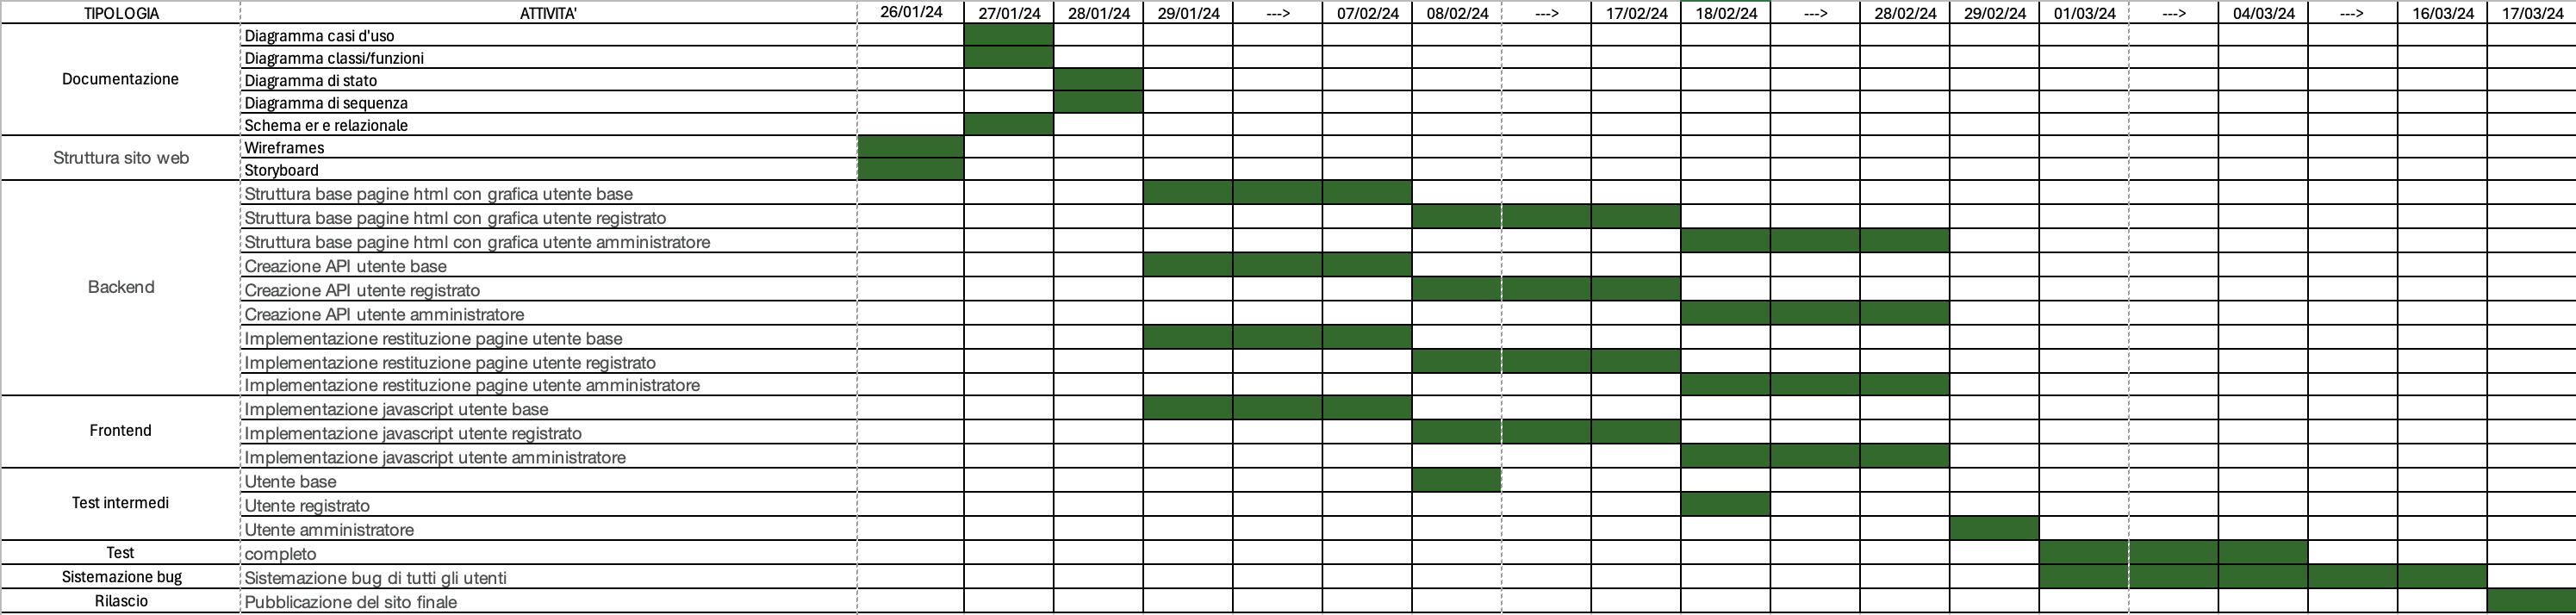 TIPOLOGIA ATTIVITA' 26/01/24 27/01/24 28/01/24 29/01/24 ---> 07/02/24 08/02/24 ---> 17/02/24 18/02/24 ---> 28/02/24 29/02/24 01/03/24 ---> 04/03/24 ---> 16/03/24 17/03/24
Documentazione
Diagramma casi d'uso
Diagramma classi/funzioni
Diagramma di stato
Diagramma di sequenza
Schema er e relazionale
Struttura sito web
Wireframes
Storyboard
Backend
Struttura base pagine html con grafica utente base
Struttura base pagine html con grafica utente registrato
Struttura base pagine html con grafica utente amministratore
Creazione API utente base
Creazione API utente registrato
Creazione API utente amministratore
Implementazione restituzione pagine utente base
Implementazione restituzione pagine utente registrato
Implementazione restituzione pagine utente amministratore
Frontend
Implementazione javascript utente base
Implementazione javascript utente registrato
Implementazione javascript utente amministratore
Test intermedi
Utente base
Utente registrato
Utente amministratore
Test completo
Sistemazione bug Sistemazione bug di tutti gli utenti
Rilascio Pubblicazione del sito finale